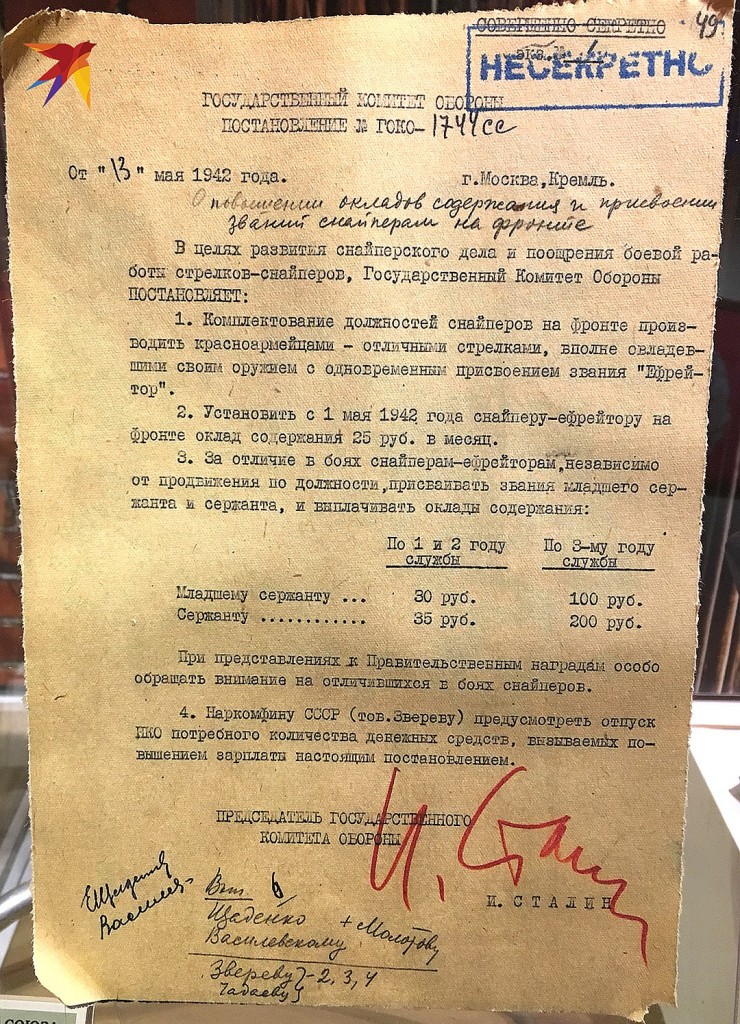 СОВЕРШЕННО СЕКРЕТНО
49
экз.
НЕСЕКРЕТНО
ГОСУДАРСТВЕННЫЙ КОМИТЕТ ОБОРОНЫ
ПОСТАНОВЛЕНИЕ № ГОКО-1744сс
От "13" мая 1942 года. г.Москва,Кремль.
О повышении окладов содержания и присвоении
званий снайперам на фронте
В целях развития снайперского дела и поощрения боевой ра-
боты стрелков-снайперов, Государственный Комитет Обороны
ПОСТАНОВЛЯЕТ:
1. Комплектование должностей снайперов на фронте произ-
водить красноармейцами - отличными стрелками, вполне овладев-
шими своим оружием с одновременным присвоением звания "Ефрей-
тор".
2. Установить с 1 мая 1942 года снайперу-ефрейтору на
фронте оклад содержания 25 руб. в месяц.
3. За отличие в боях снайперам-ефрейторам,независимо
от продвижения по должности,присваивать звания младшего сер-
жанта и сержанта, и выплачивать оклады содержания:
По 1 и 2 году По 3-му году
службы службы
Младшему сержанту ... 30 руб. 100 руб.
Сержанту ............ 35 руб. 200 руб.
При представлениях к Правительственным наградам особо
обращать внимание на отличившихся в боях снайперов.
4. Наркомфину СССР (тов.Звереву) предусмотреть отпуск
НКО потребного количества денежных средств, вызываемых по-
вышением зарплаты настоящим постановлением.
ПРЕДСЕДАТЕЛЬ ГОСУДАРСТВЕННОГО
КОМИТЕТА ОБОРОНЫ
И. Сталин
И. СТАЛИН
Вып. 6
Щаденко
Василевскому + Молотову
Звереву - 2,3,4
Чадаеву
СОЮЗА